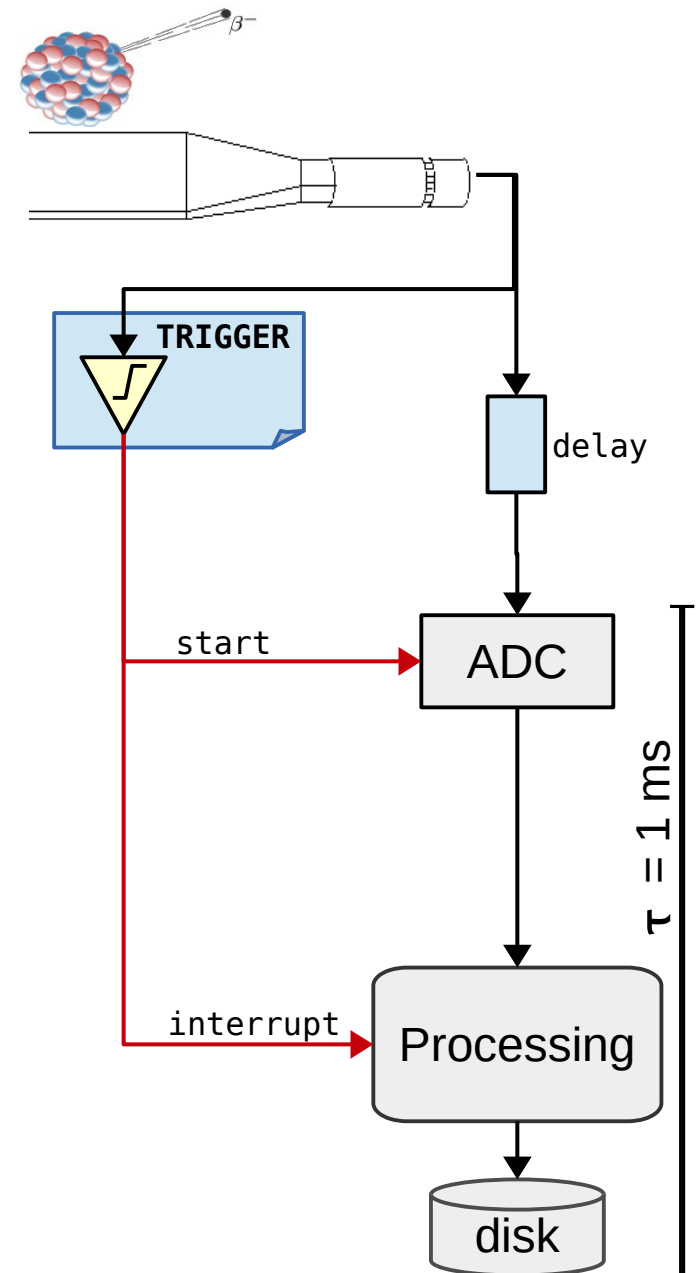 β⁻
TRIGGER
delay
start
ADC
τ = 1 ms
interrupt
Processing
disk